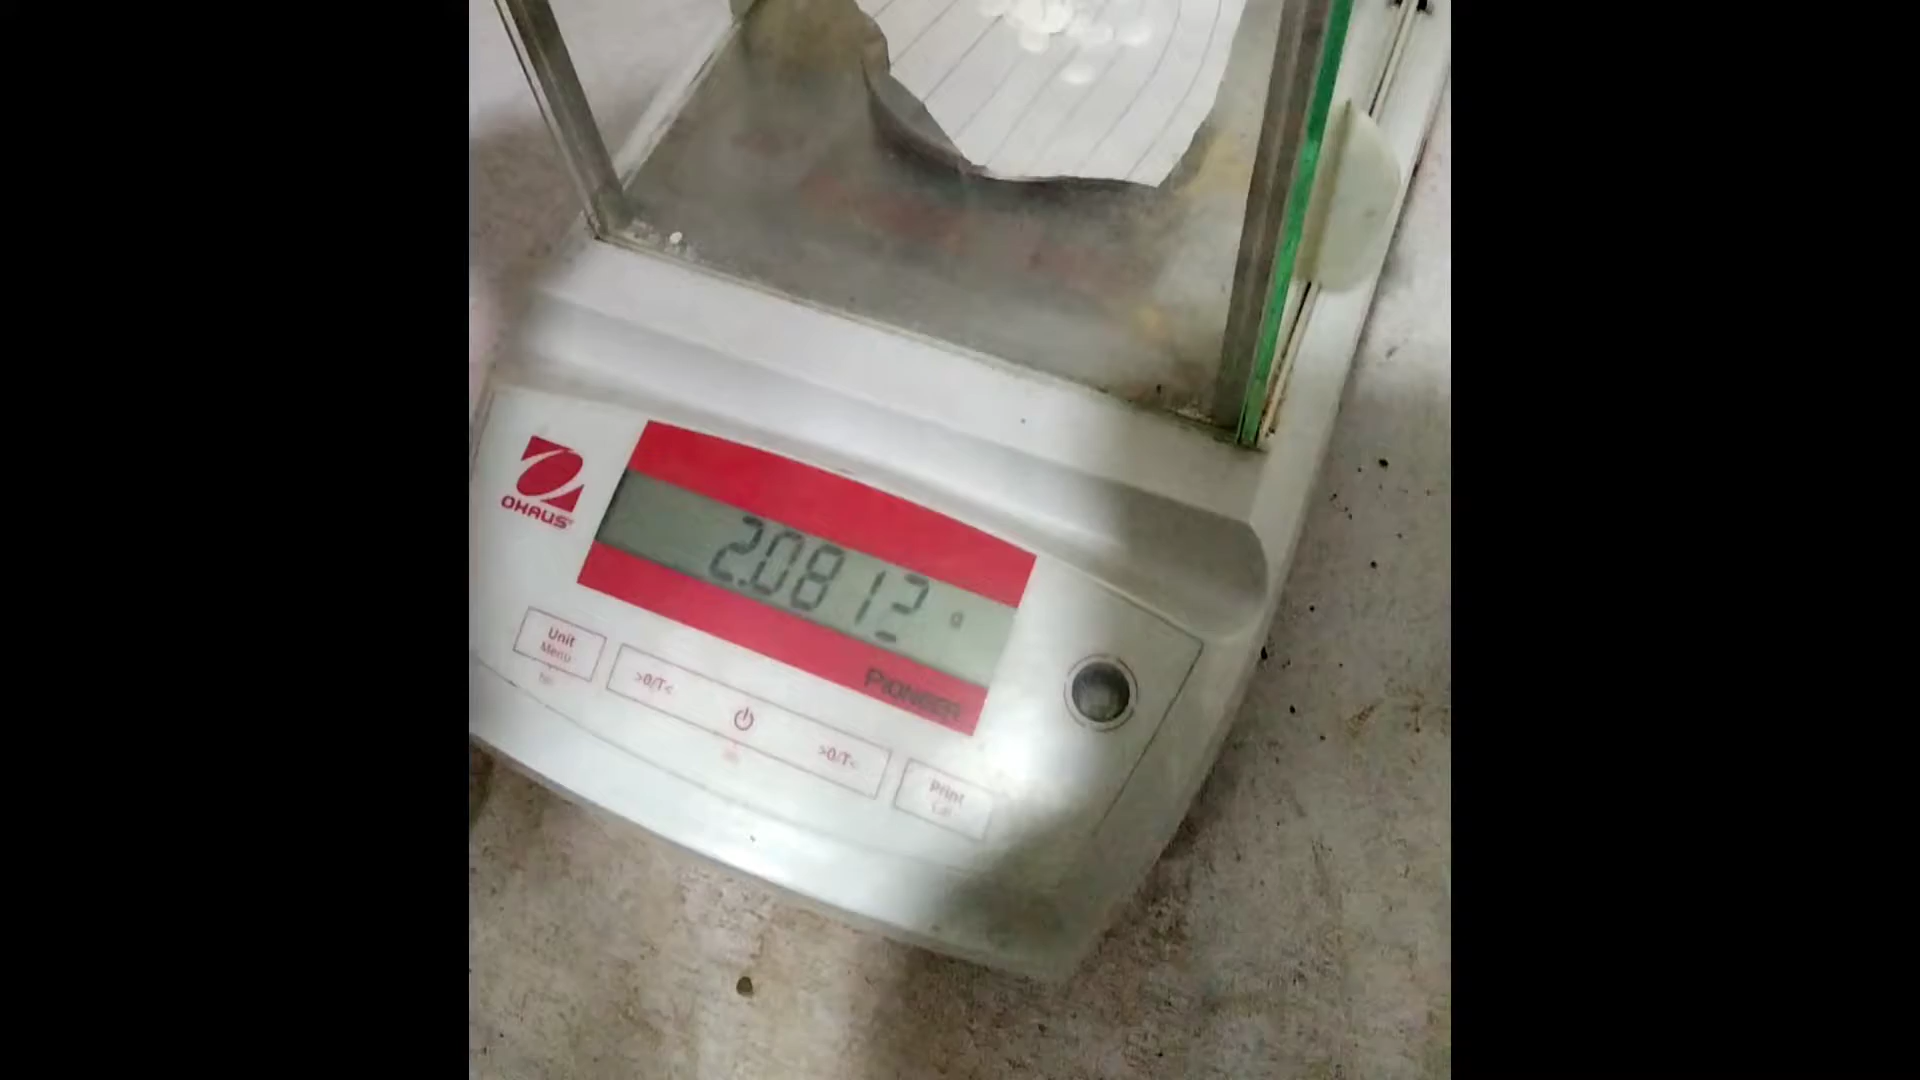 OHAUS
2.0812 g
PIONEER
Unit
Menu
>0/T<
>0/T<
Print